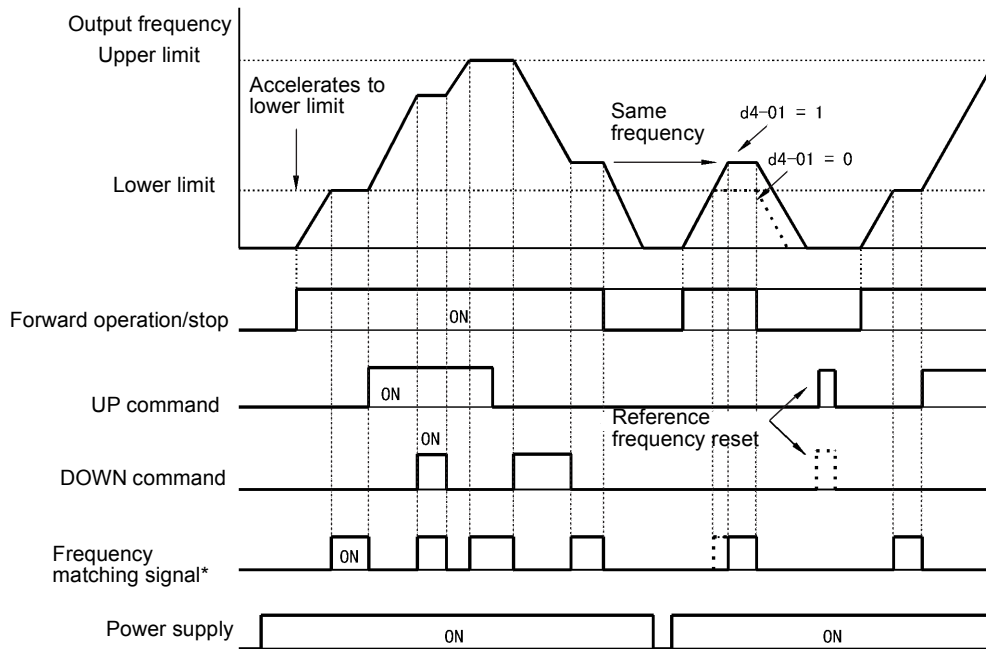 Output frequency
Upper limit
Accelerates to
lower limit
Same
frequency
d4-01 = 1
d4-01 = 0
Lower limit
Forward operation/stop
ON
UP command
ON
Reference
frequency reset
ON
DOWN command
Frequency
matching signal*
ON
Power supply
ON
ON